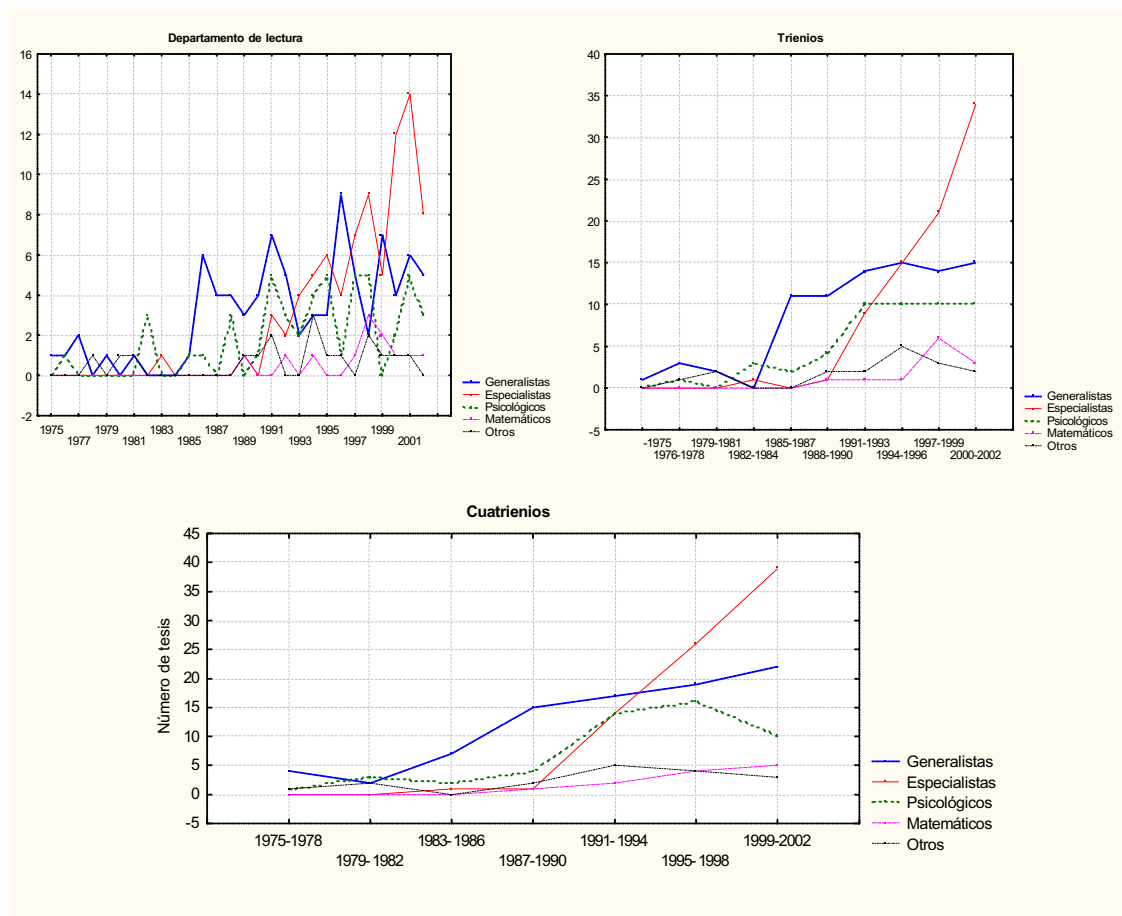 Departamento de lectura
16
14
12
10
8
6
4
2
0
-2
1975 1979 1983 1987 1991 1995 1999
1977 1981 1985 1989 1993 1997 2001
Generalistas
Especialistas
Psicológicos
Matemáticos
Otros
Trienios
40
35
30
25
20
15
10
5
0
-5
-1975 1979-1981 1985-1987 1991-1993 1997-1999
1976-1978 1982-1984 1988-1990 1994-1996 2000-2002
Generalistas
Especialistas
Psicológicos
Matemáticos
Otros
Cuatrienios
Número de tesis
45
40
35
30
25
20
15
10
5
0
-5
1975-1978 1983-1986 1991-1994 1999-2002
1979-1982 1987-1990 1995-1998
Generalistas
Especialistas
Psicológicos
Matemáticos
Otros